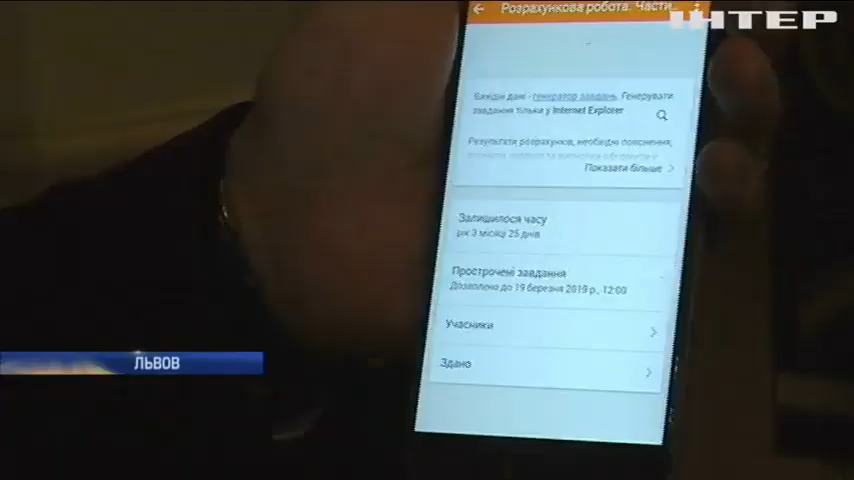 Розрахункова робота. Части...
ІНТЕР
Вихідні дані - генератор завдань. Генерувати
завдання тільки у Internet Explorer
Результати розрахунків, необхідні пояснення,
Показати більше
Залишилося часу
рік 3 місяці 25 днів
Прострочені завдання
Дозволено до 19 березня 2019 р., 12:00
Учасники
Здано
ЛЬВОВ